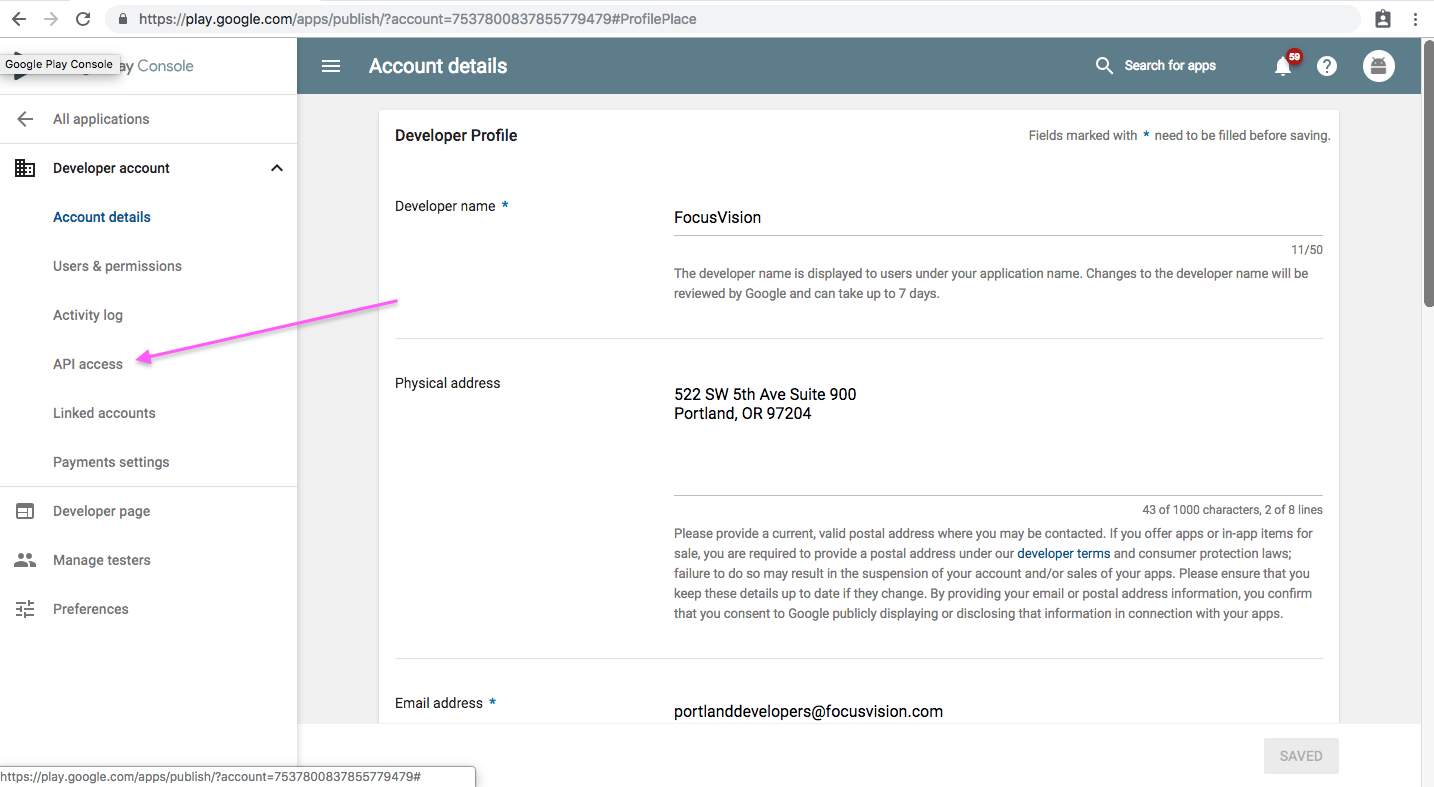 https://play.google.com/apps/publish/?account=7537800837855779479#ProfilePlace
Google Play Console
ay Console
Account details
Search for apps
59
All applications
Developer account
Account details
Users & permissions
Activity log
API access
Linked accounts
Payments settings
Developer page
Manage testers
Preferences
Developer Profile
Fields marked with * need to be filled before saving.
Developer name *
FocusVision
11/50
The developer name is displayed to users under your application name. Changes to the developer name will be
reviewed by Google and can take up to 7 days.
Physical address
522 SW 5th Ave Suite 900
Portland, OR 97204
43 of 1000 characters, 2 of 8 lines
Please provide a current, valid postal address where you may be contacted. If you offer apps or in-app items for
sale, you are required to provide a postal address under our developer terms and consumer protection laws;
failure to do so may result in the suspension of your account and/or sales of your apps. Please ensure that you
keep these details up to date if they change. By providing your email or postal address information, you confirm
that you consent to Google publicly displaying or disclosing that information in connection with your apps.
Email address *
portlanddevelopers@focusvision.com
SAVED
https://play.google.com/apps/publish/?account=7537800837855779479#